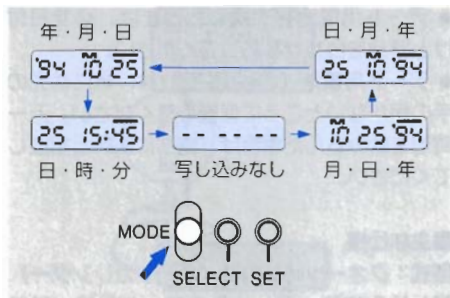 年・月・日 日・月・年
'94 10 25 25 10 '94
25 15:45 -- -- -- 10 25 '94
日・時・分 写し込みなし 月・日・年
MODE
SELECT SET